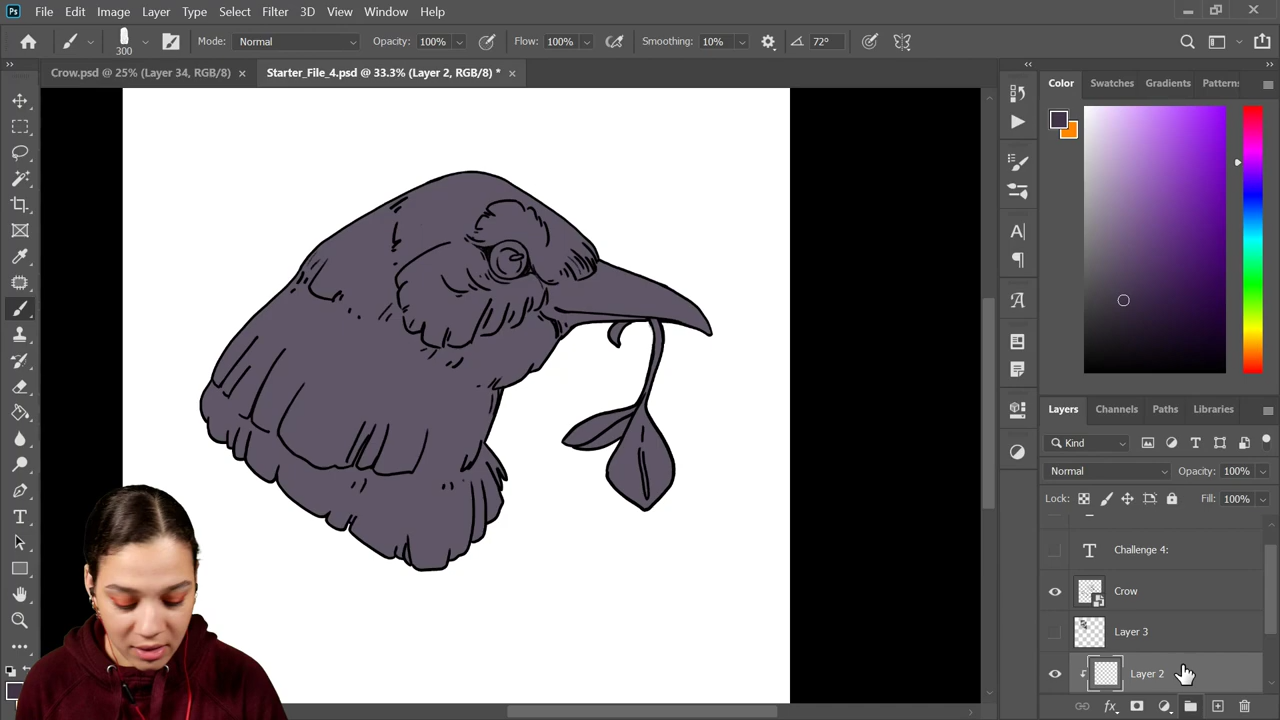 Ps File Edit Image Layer Type Select Filter 3D View Window Help
300 Mode: Normal Opacity: 100% Flow: 100% Smoothing: 10% 72°
Crow.psd @ 25% (Layer 34, RGB/8) × Starter_File_4.psd @ 33.3% (Layer 2, RGB/8) * ×
Color Swatches Gradients Pattern
Layers Channels Paths Libraries
Kind
Normal Opacity: 100%
Lock: Fill: 100%
Challenge 4:
Crow
Layer 3
Layer 2
fx